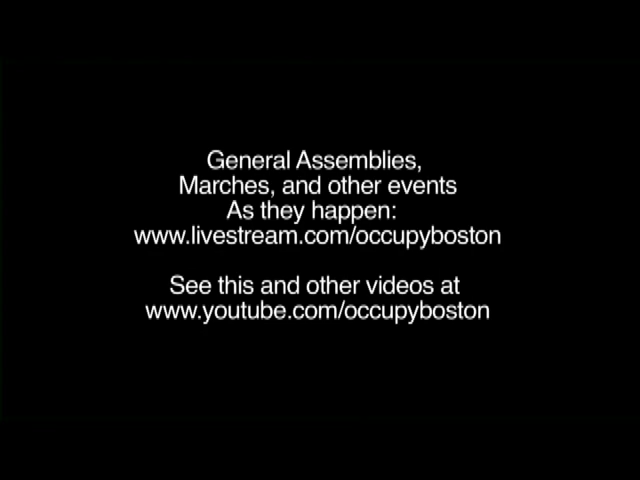 General Assemblies,
Marches, and other events
As they happen:
www.livestream.com/occupyboston
See this and other videos at
www.youtube.com/occupyboston